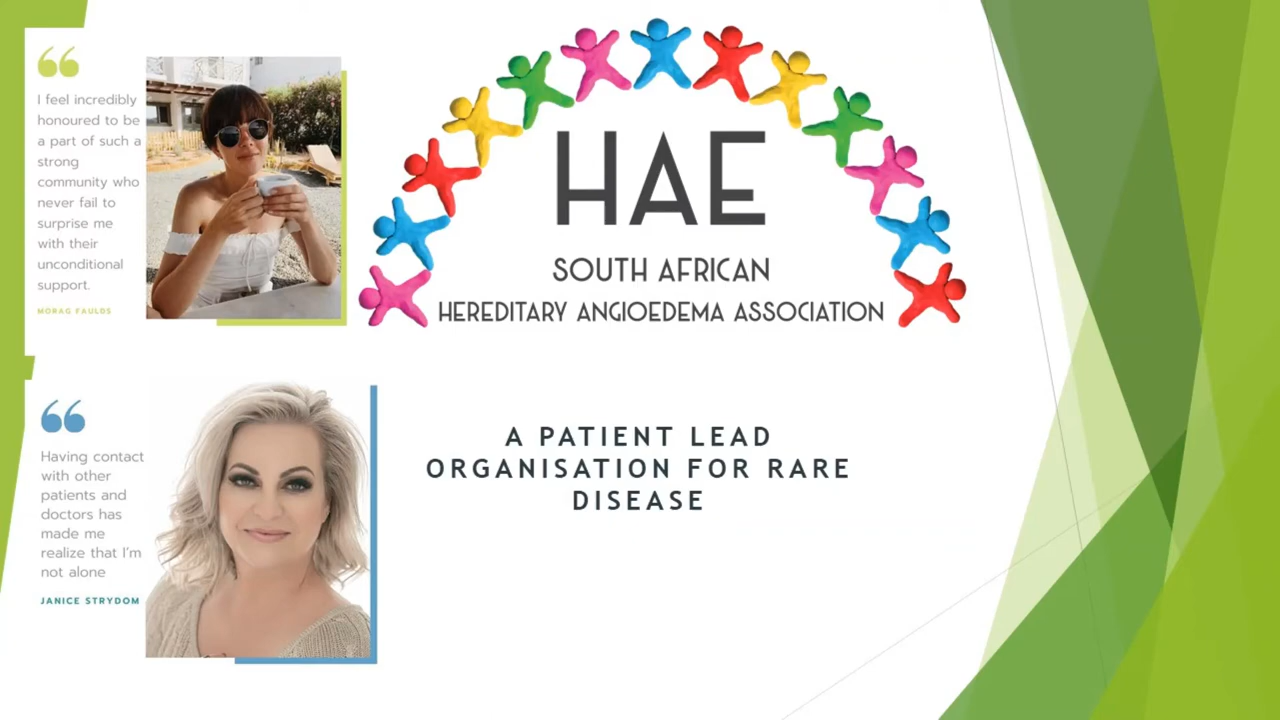 I feel incredibly
honoured to be
a part of such a
strong
community who
never fail to
surprise me
with their
unconditional
support.
MORAG FAULDS
HAE
SOUTH AFRICAN
HEREDITARY ANGIOEDEMA ASSOCIATION
Having contact
with other
patients and
doctors has
made me
realize that I'm
not alone
JANICE STRYDOM
A PATIENT LEAD
ORGANISATION FOR RARE
DISEASE